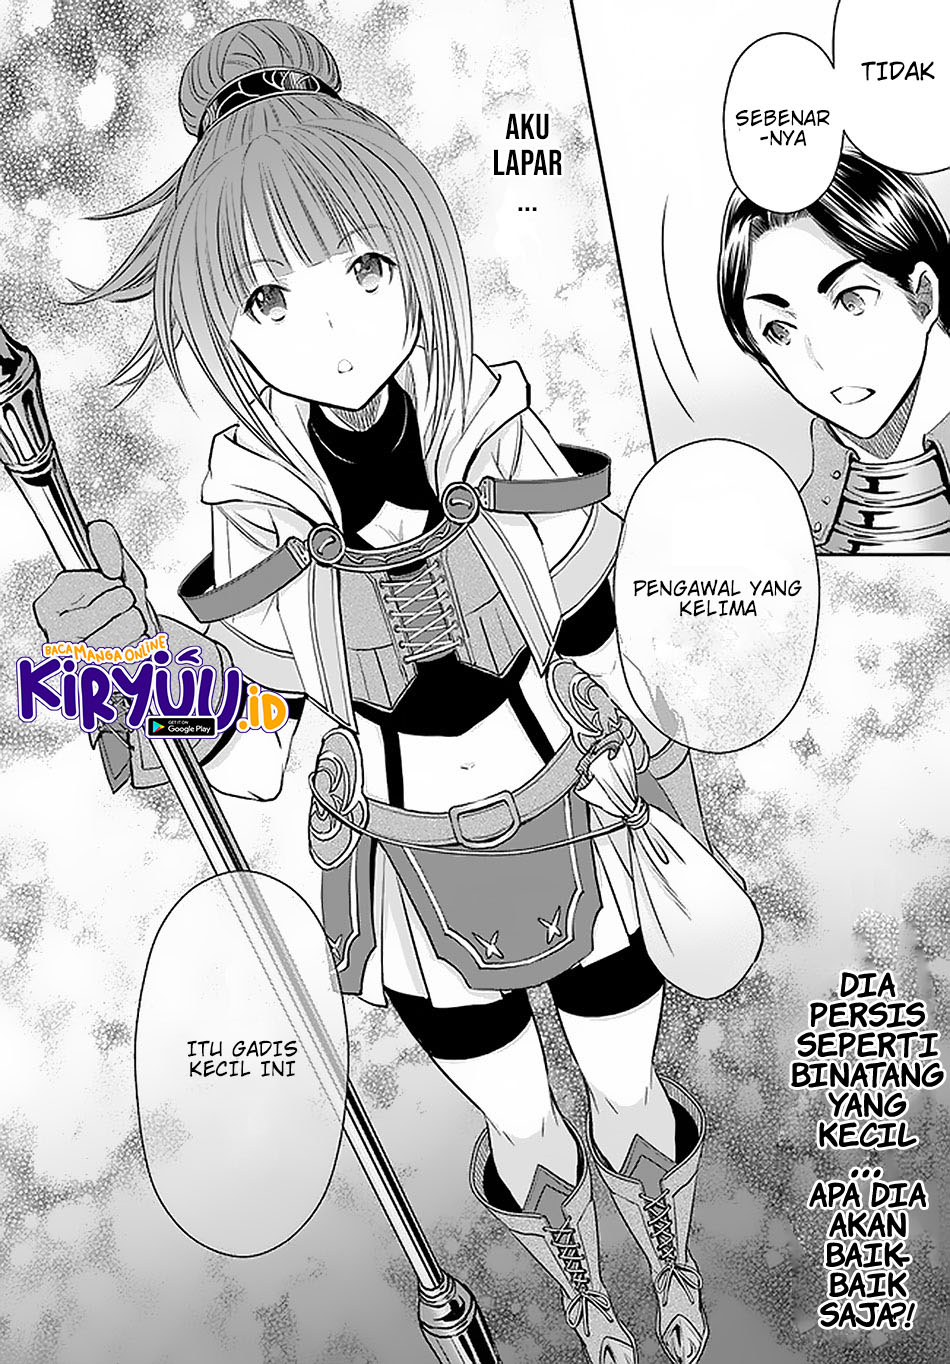 TIDAK
SEBENAR
-NYA
AKU
LAPAR
...
PENGAWAL YANG
KELIMA
BACA MANGA ONLINE
KIRYUU.ID
GET IT ON
Google Play
ITU GADIS
KECIL INI
DIA
PERSIS
SEPERTI
BINATANG
YANG
KECIL
...
APA DIA
AKAN
BAIK-
BAIK
SAJA?!